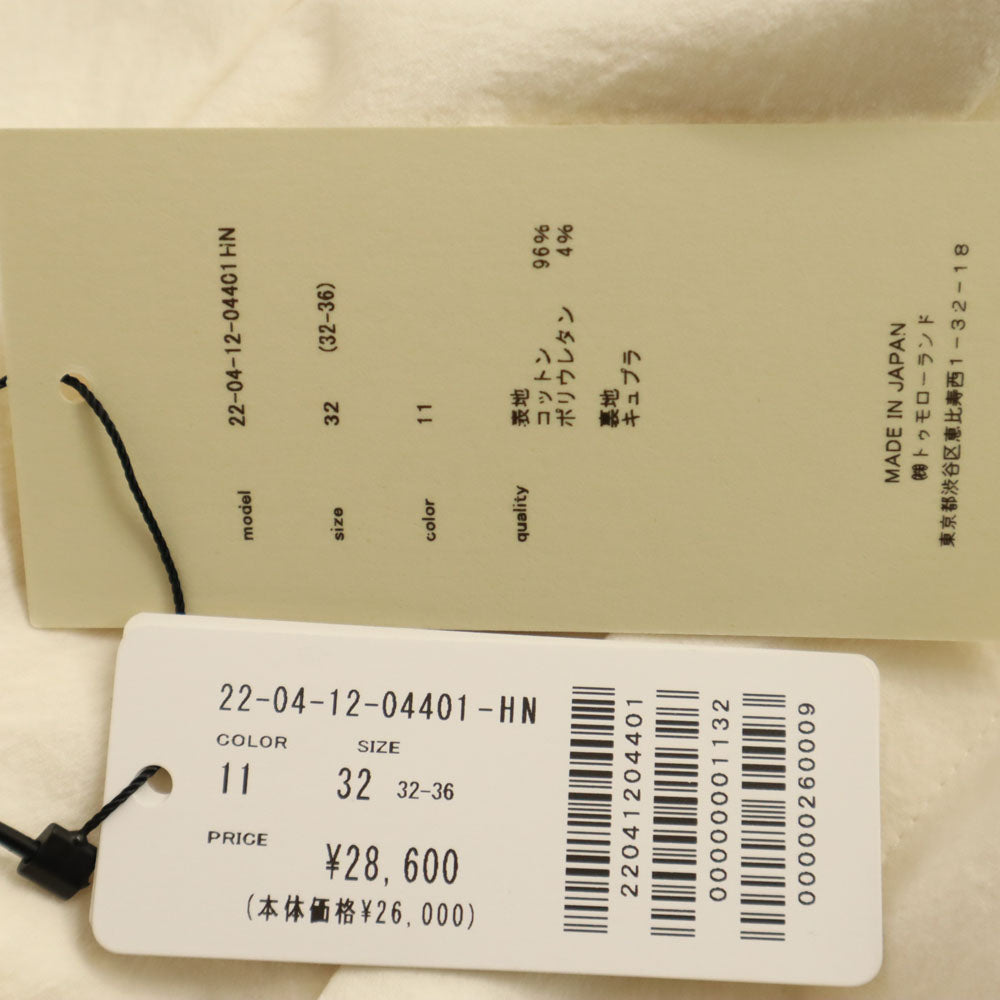 model 22-04-12-04401HN
size 32 (32-36)
color 11
quality 表地
コットン 96%
ポリウレタン 4%
裏地
キュプラ
MADE IN JAPAN
㈱トゥモローランド
東京都渋谷区恵比寿西1-32-18
22-04-12-04401-HN
COLOR SIZE
11 32 32-36
PRICE
¥28,600
(本体価格¥26,000)
2204120440​1
0000001132
0000260009